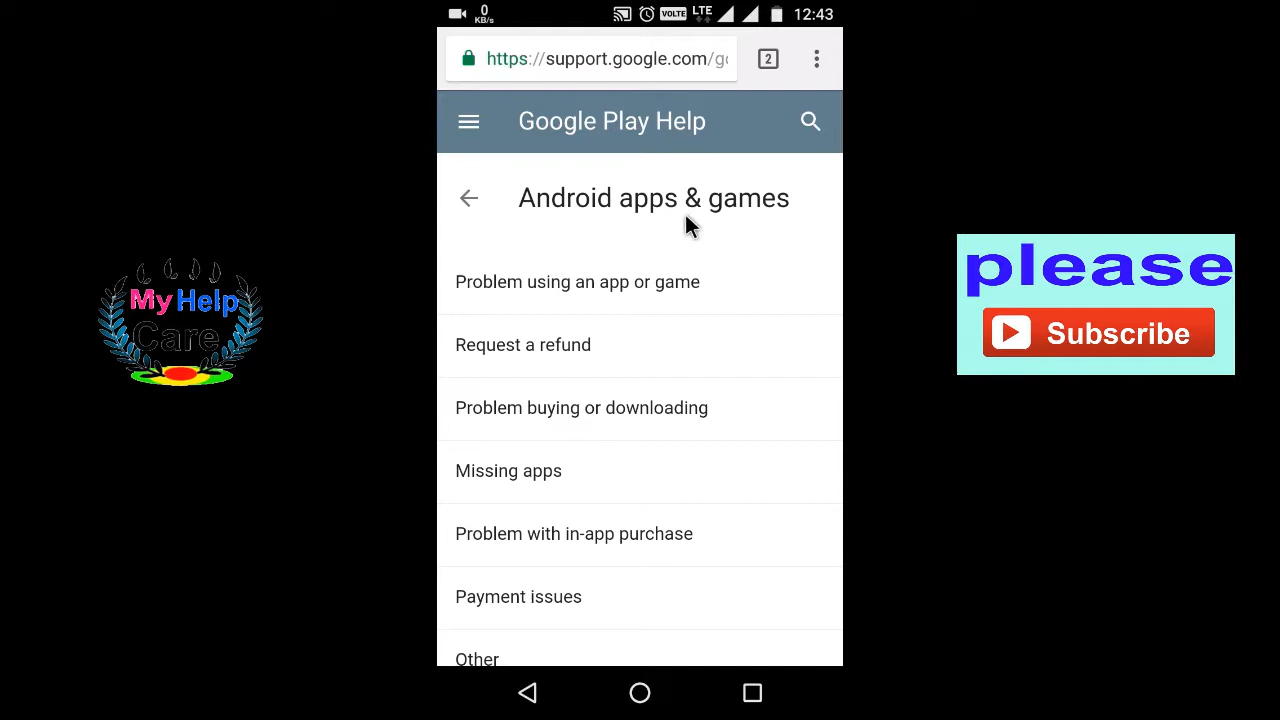 0
KB/s
VOLTE
LTE
12:43
https://support.google.com/g
2
Google Play Help
Android apps & games
Problem using an app or game
Request a refund
Problem buying or downloading
Missing apps
Problem with in-app purchase
Payment issues
Other
My Help
Care
please
Subscribe